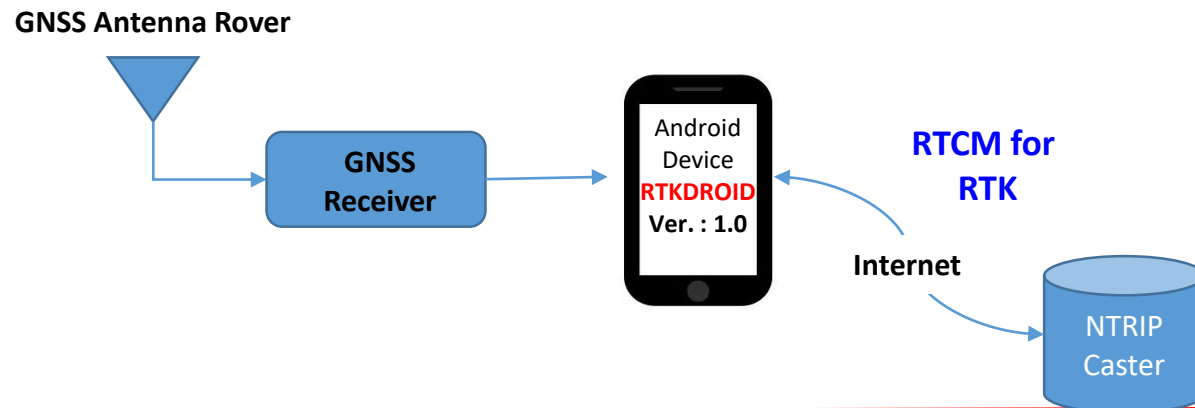 GNSS Antenna Rover
GNSS
Receiver
Android
Device
RTKDROID
Ver. : 1.0
RTCM for
RTK
Internet
NTRIP
Caster